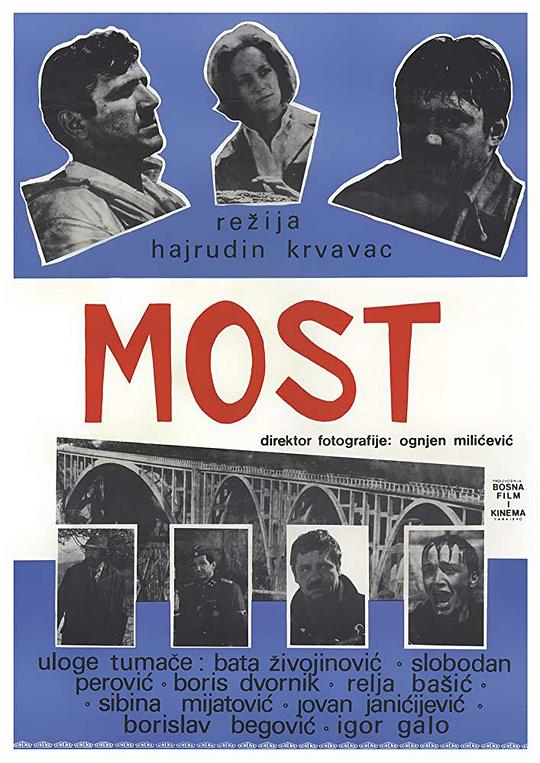 režija
hajrudin krvavac
MOST
direktor fotografije: ognjen milićević
PROIZVODNJA
BOSNA
FILM
I
KINEMA
SARAJEVO
uloge tumače: bata živojinović ◦ slobodan
perović ◦ boris dvornik ◦ relja bašić ◦
◦ sibina mijatović ◦ jovan janićijević ◦
borislav begović ◦ igor galo